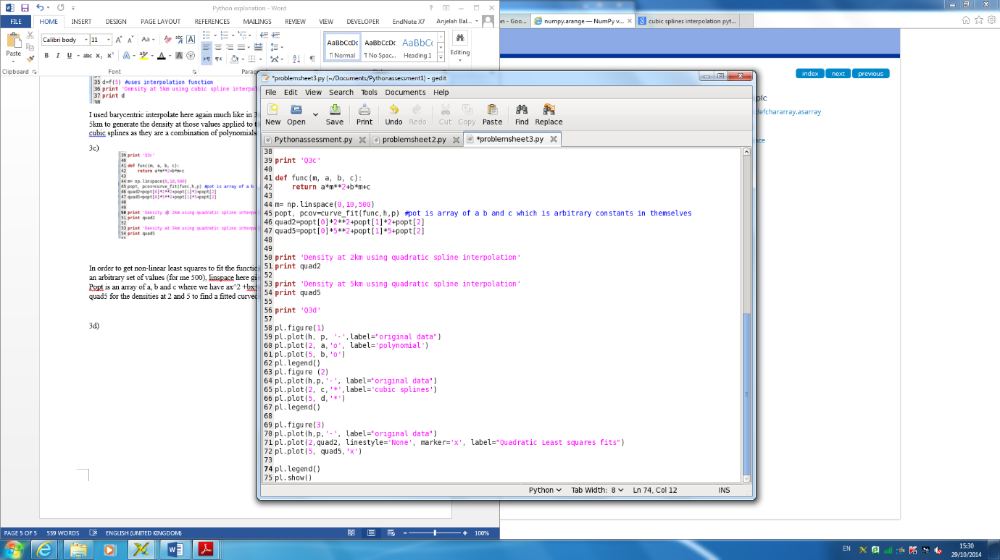 Python explanation - Word
FILE
HOME
INSERT
DESIGN
PAGE LAYOUT
REFERENCES
MAILINGS
REVIEW
VIEW
DEVELOPER
EndNote X7
Anjelah Bal...
Paste
Calibri body
11
AaBbCcDc
AaBbCcDc
AaBbCc
¶ Normal
¶ No Spac...
Heading 1
Editing
Clipboard
Font
n - Goo...
numpy.arange — NumPy v...
cubic splines interpolation pyt...
index
next
previous
pic
defchararray.asarray
35 d=f(5) #uses interpolation function
36 print 'Density at 5km using cubic spline interpol
37 print d
38
I used barycentric interpolate here again much like in 3
5km to generate the density at those values applied to t
cubic splines as they are a combination of polynomials
3c)
39 print 'Q3c'
40
41 def func(m, a, b, c):
42 return a*m**2+b*m+c
43
44 m= np.linspace(0,10,500)
45 popt, pcov=curve_fit(func,h,p) #pot is array of a b
46 quad2=popt[0]*2**2+popt[1]*2+popt[2]
47 quad5=popt[0]*5**2+popt[1]*5+popt[2]
48
49
50 print 'Density at 2km using quadratic spline interpo
51 print quad2
52
53 print 'Density at 5km using quadratic spline interpo
54 print quad5
In order to get non-linear least squares to fit the functio
an arbitrary set of values (for me 500), linspace here gi
Popt is an array of a, b and c where we have ax^2 +bx+
quad5 for the densities at 2 and 5 to find a fitted curve
3d)
*problemsheet3.py (~/Documents/Pythonassessment1) - gedit
File Edit View Search Tools Documents Help
New Open Save Print Undo Redo Cut Copy Paste Find Replace
Pythonassessment.py
problemsheet2.py
*problemsheet3.py
38
39 print 'Q3c'
40
41 def func(m, a, b, c):
42 return a*m**2+b*m+c
43
44 m= np.linspace(0,10,500)
45 popt, pcov=curve_fit(func,h,p) #pot is array of a b and c which is arbitrary constants in themselves
46 quad2=popt[0]*2**2+popt[1]*2+popt[2]
47 quad5=popt[0]*5**2+popt[1]*5+popt[2]
48
49
50 print 'Density at 2km using quadratic spline interpolation'
51 print quad2
52
53 print 'Density at 5km using quadratic spline interpolation'
54 print quad5
55
56 print 'Q3d'
57
58 pl.figure(1)
59 pl.plot(h, p, '-',label="original data")
60 pl.plot(2, a,'o', label='polynomial')
61 pl.plot(5, b,'o')
62 pl.legend()
63 pl.figure (2)
64 pl.plot(h,p,'-', label="original data")
65 pl.plot(2, c,'*',label='cubic splines')
66 pl.plot(5, d,'*')
67 pl.legend()
68
69 pl.figure(3)
70 pl.plot(h,p,'-', label="original data")
71 pl.plot(2,quad2, linestyle='None', marker='x', label="Quadratic Least squares fits")
72 pl.plot(5, quad5,'x')
73
74 pl.legend()
75 pl.show()
Python Tab Width: 8 Ln 74, Col 12 INS
PAGE 5 OF 5 559 WORDS ENGLISH (UNITED KINGDOM) 100%
EN
15:30
29/10/2014